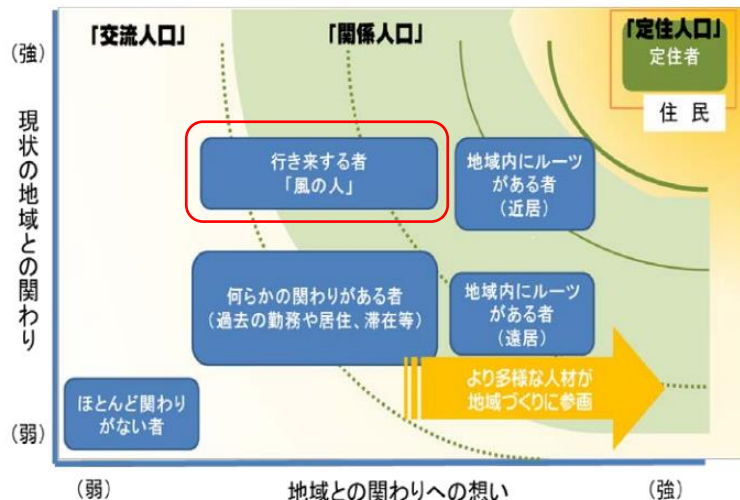 「交流人口」
「関係人口」
「定住人口」
定住者
住 民
(強)
現状の地域との関わり
(弱)
行き来する者
「風の人」
地域内にルーツ
がある者
(近居)
何らかの関わりがある者
(過去の勤務や居住、滞在等)
地域内にルーツ
がある者
(遠居)
より多様な人材が
地域づくりに参画
ほとんど関わり
がない者
(弱)
地域との関わりへの想い
(強)